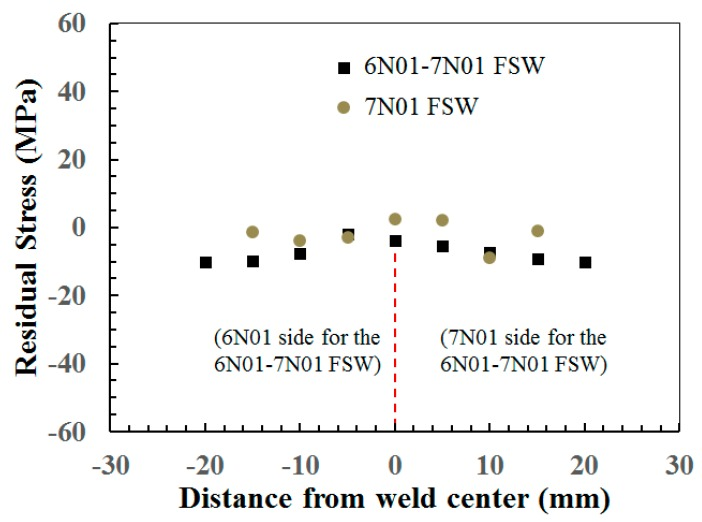 60
40
20
0
-20
-40
-60
Residual Stress (MPa)
6N01-7N01 FSW
7N01 FSW
(6N01 side for the
6N01-7N01 FSW)
(7N01 side for the
6N01-7N01 FSW)
-30 -20 -10 0 10 20 30
Distance from weld center (mm)